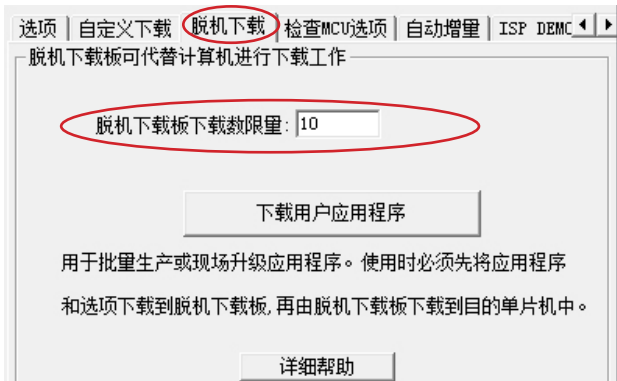 选项 自定义下载 脱机下载 检查MCU选项 自动增量 ISP DEMO
脱机下载板可代替计算机进行下载工作
脱机下载板下载数限量: 10
下载用户应用程序
用于批量生产或现场升级应用程序。使用时必须先将应用程序
和选项下载到脱机下载板,再由脱机下载板下载到目的单片机中。
详细帮助